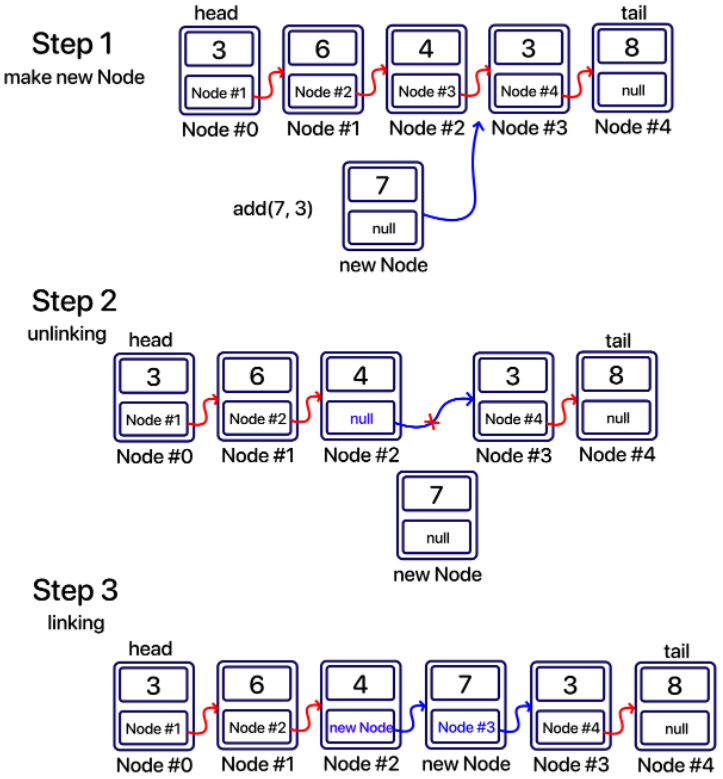 Step 1
make new Node
head
tail
3
6
4
3
8
Node #1
Node #2
Node #3
Node #4
null
Node #0
Node #1
Node #2
Node #3
Node #4
add(7, 3)
7
null
new Node
Step 2
unlinking
head
tail
3
6
4
3
8
Node #1
Node #2
null
Node #4
null
Node #0
Node #1
Node #2
Node #3
Node #4
7
null
new Node
Step 3
linking
head
tail
3
6
4
7
3
8
Node #1
Node #2
new Node
Node #3
Node #4
null
Node #0
Node #1
Node #2
new Node
Node #3
Node #4